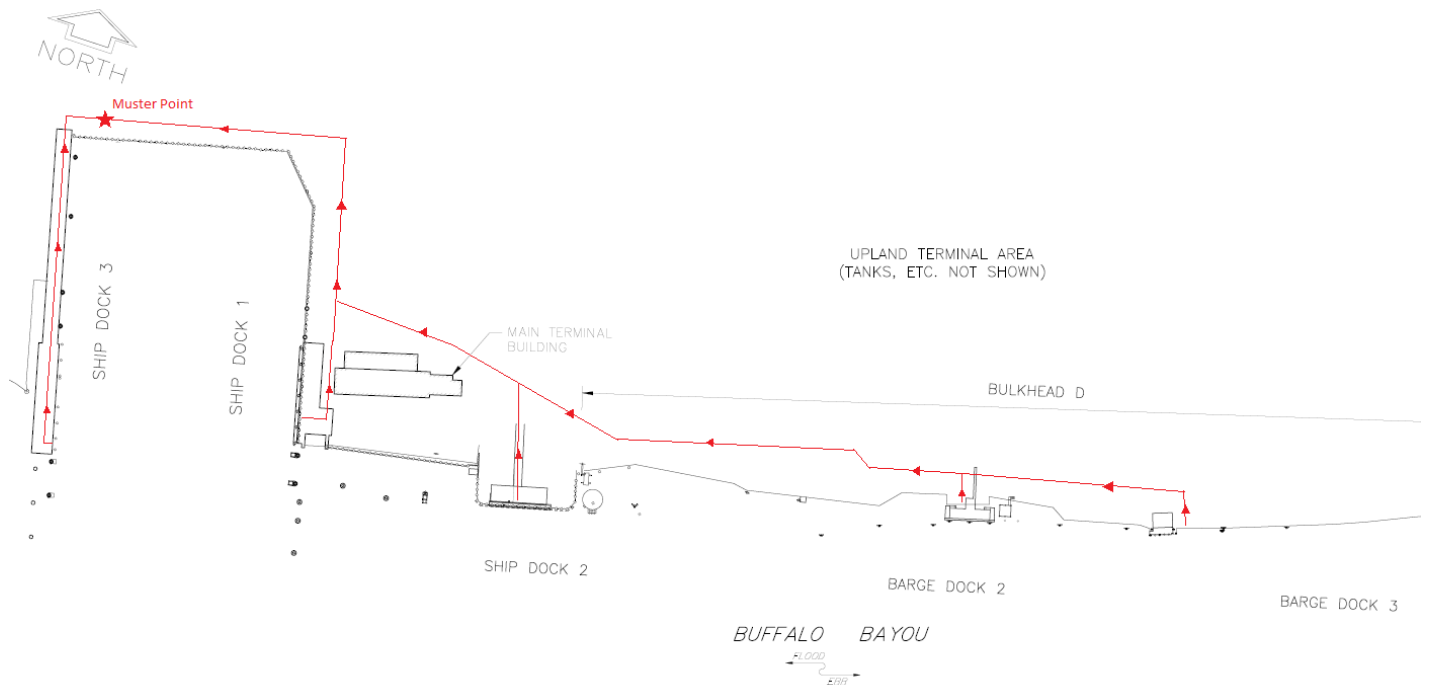 NORTH
Muster Point
UPLAND TERMINAL AREA
(TANKS, ETC. NOT SHOWN)
SHIP DOCK 3
SHIP DOCK 1
MAIN TERMINAL
BUILDING
BULKHEAD D
SHIP DOCK 2
BARGE DOCK 2
BARGE DOCK 3
BUFFALO BAYOU
FLOOD
EBB